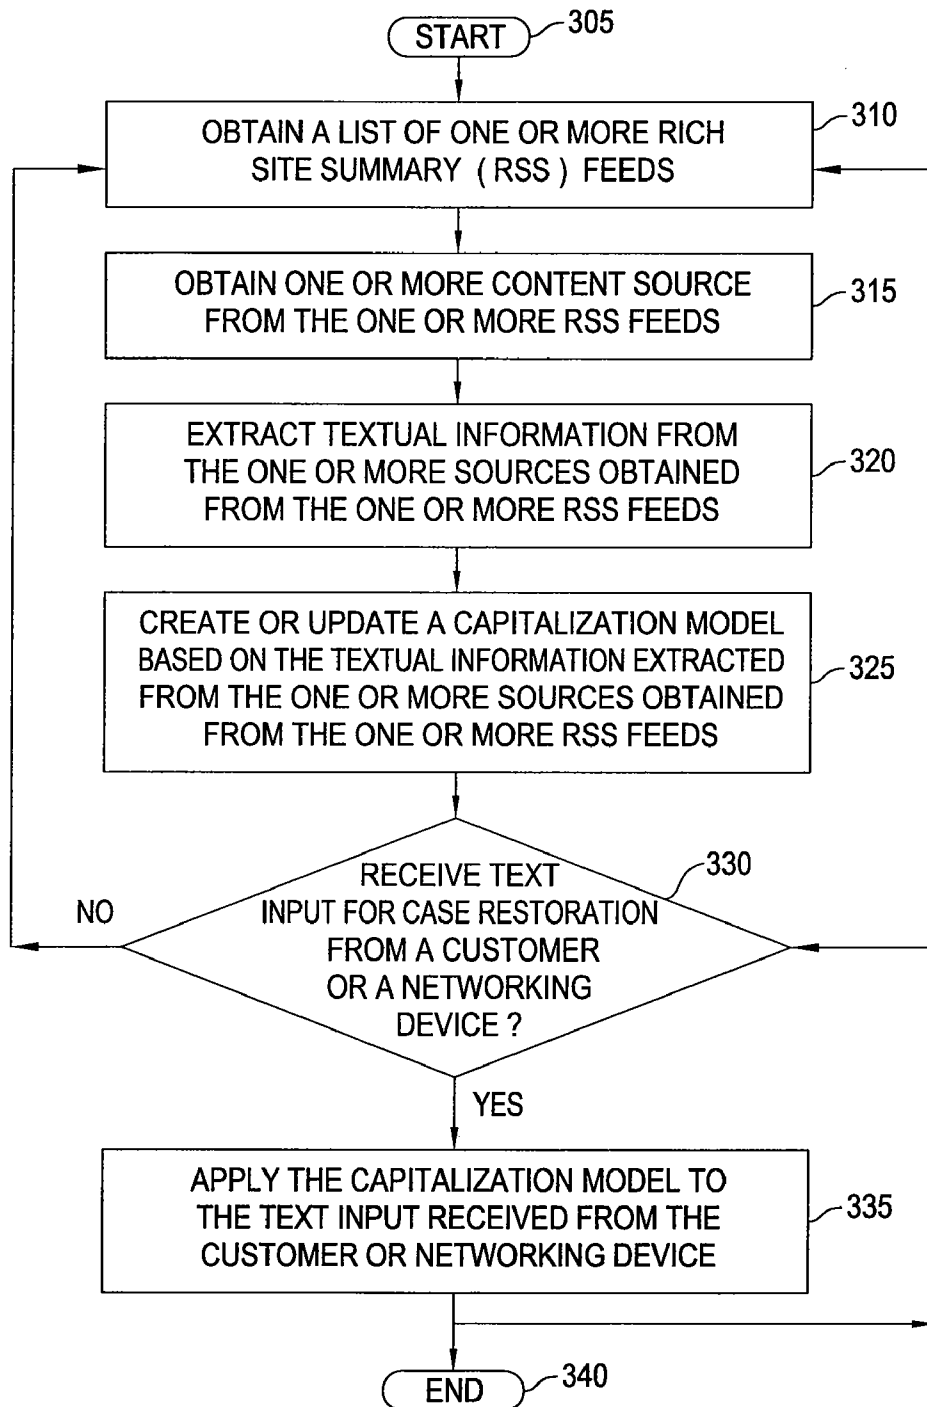 START
305
OBTAIN A LIST OF ONE OR MORE RICH
SITE SUMMARY ( RSS ) FEEDS
310
OBTAIN ONE OR MORE CONTENT SOURCE
FROM THE ONE OR MORE RSS FEEDS
315
EXTRACT TEXTUAL INFORMATION FROM
THE ONE OR MORE SOURCES OBTAINED
FROM THE ONE OR MORE RSS FEEDS
320
CREATE OR UPDATE A CAPITALIZATION MODEL
BASED ON THE TEXTUAL INFORMATION EXTRACTED
FROM THE ONE OR MORE SOURCES OBTAINED
FROM THE ONE OR MORE RSS FEEDS
325
RECEIVE TEXT
INPUT FOR CASE RESTORATION
FROM A CUSTOMER
OR A NETWORKING
DEVICE ?
330
NO
YES
APPLY THE CAPITALIZATION MODEL TO
THE TEXT INPUT RECEIVED FROM THE
CUSTOMER OR NETWORKING DEVICE
335
END
340